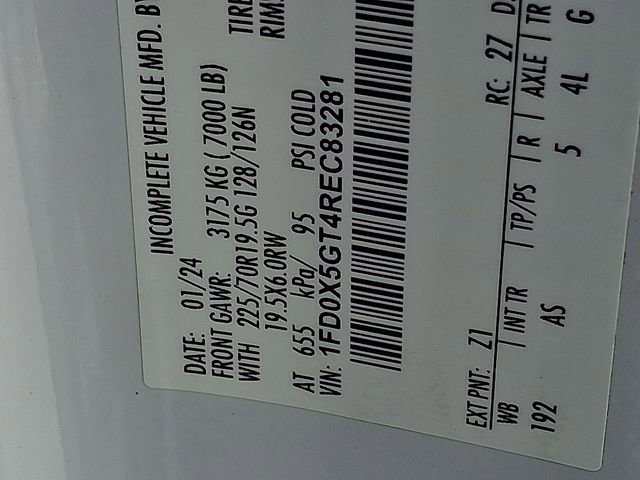 INCOMPLETE VEHICLE MFD. BY
DATE: 01/24
FRONT GAWR: 3175 KG ( 7000 LB) TIRE
WITH 225/70R19.5G 128/126N RIMS
19.5X6.0RW
AT 655 kPa/ 95 PSI COLD
VIN: 1FD0X5GT4REC83281
EXT PNT: Z1 RC: 27
WB | INT TR | TP/PS | R | AXLE | TR
192 AS 5 4L G